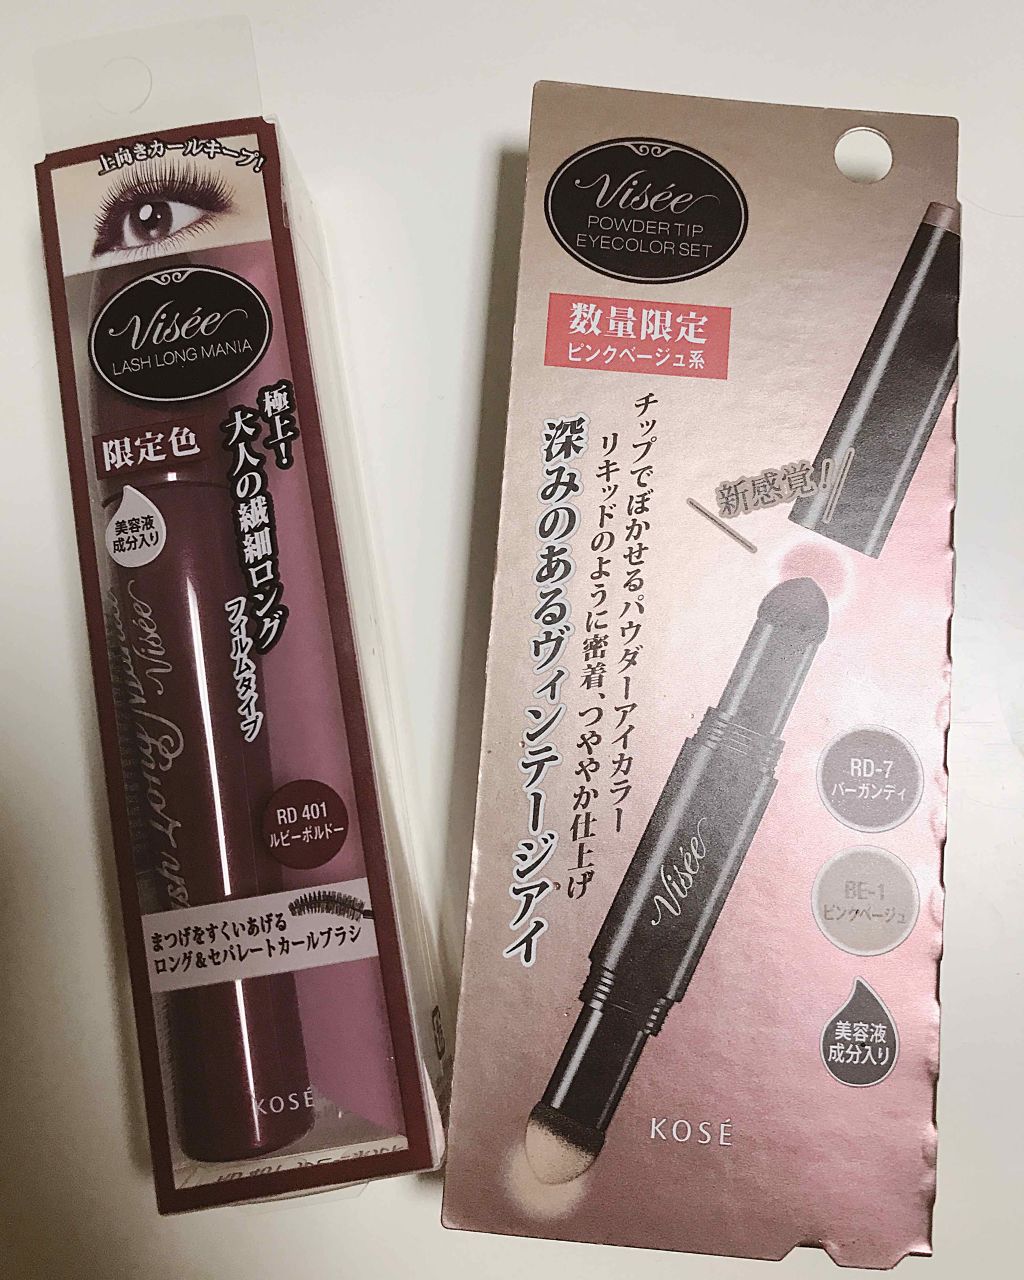 上向きカールキープ!
Visée
LASH LONG MANIA
極上!
大人の繊細ロング
フィルムタイプ
限定色
美容液
成分入り
Visée
RD 401
ルビーボルドー
まつげをすくいあげる
ロング&セパレートカールブラシ
KOSÉ
Visée
POWDER TIP
EYECOLOR SET
数量限定
ピンクベージュ系
チップでぼかせるパウダーアイカラー
リキッドのように密着、つややか仕上げ
深みのあるヴィンテージアイ
新感覚!
Visée
RD-7
バーガンディ
BE-1
ピンクベージュ
美容液
成分入り
KOSÉ